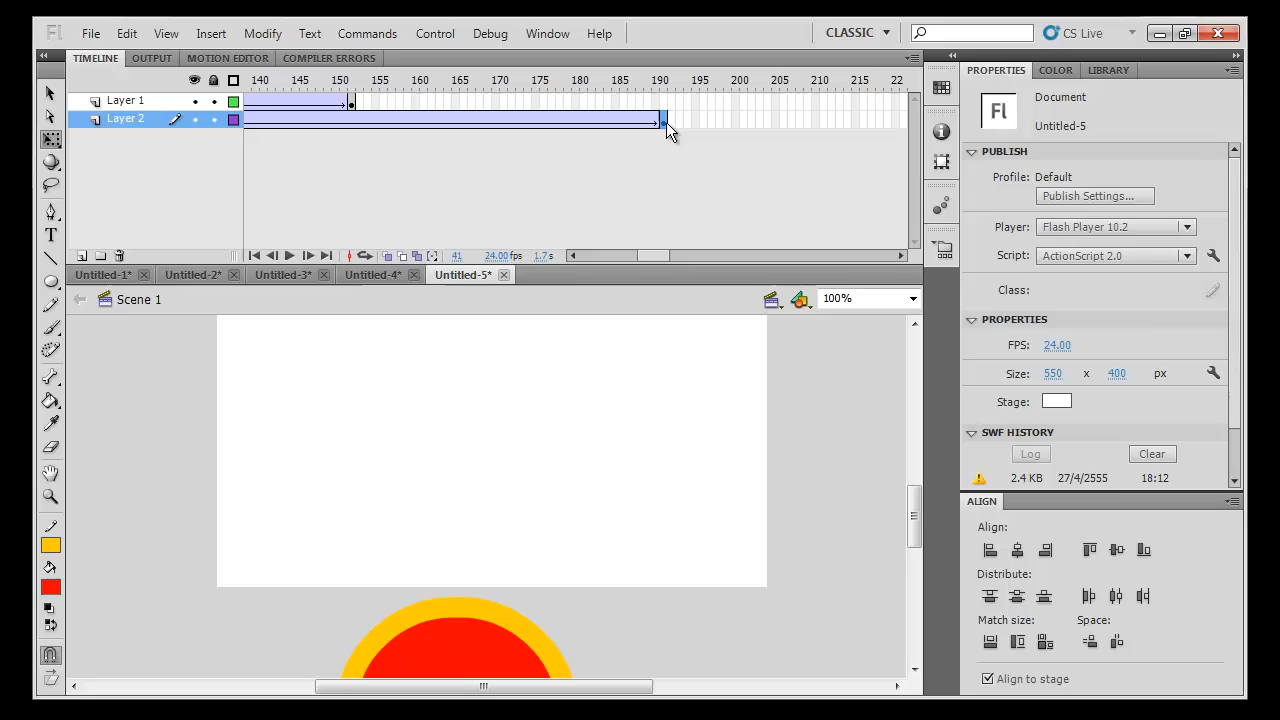 Fl File Edit View Insert Modify Text Commands Control Debug Window Help CLASSIC CS Live
TIMELINE OUTPUT MOTION EDITOR COMPILER ERRORS
140 145 150 155 160 165 170 175 180 185 190 195 200 205 210 215 22
Layer 1
Layer 2
41 24.00fps 1.7s
Untitled-1* Untitled-2* Untitled-3* Untitled-4* Untitled-5*
Scene 1 100%
PROPERTIES COLOR LIBRARY
Fl Document
Untitled-5
PUBLISH
Profile: Default
Publish Settings...
Player: Flash Player 10.2
Script: ActionScript 2.0
Class:
PROPERTIES
FPS: 24.00
Size: 550 x 400 px
Stage:
SWF HISTORY
Log Clear
2.4 KB 27/4/2555 18:12
ALIGN
Align:
Distribute:
Match size: Space:
Align to stage